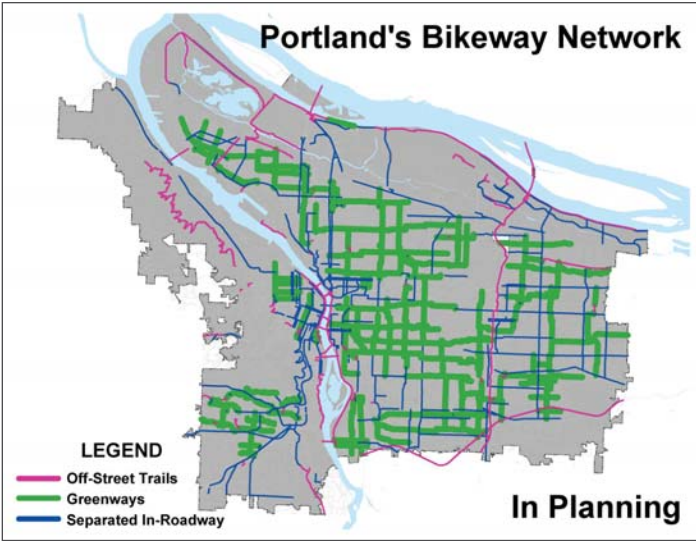 Portland's Bikeway Network
LEGEND
Off-Street Trails
Greenways
Separated In-Roadway
In Planning